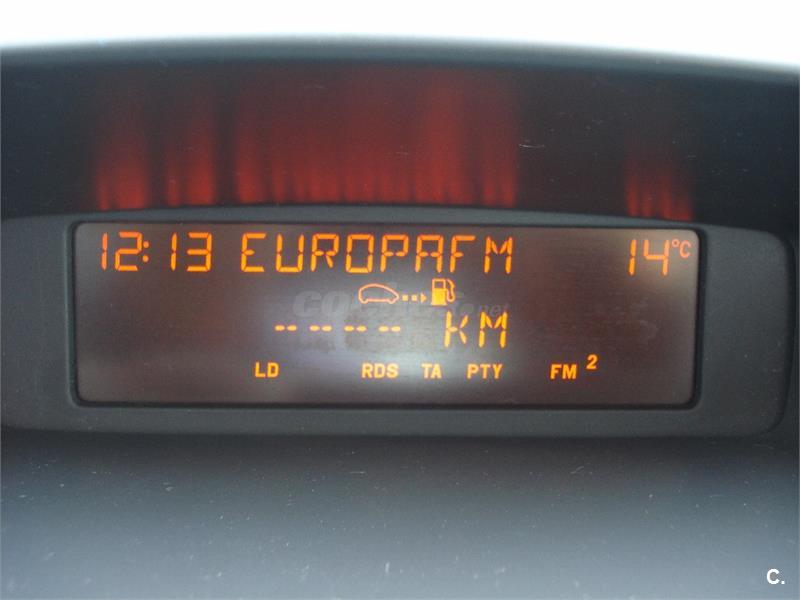 12:13 EUROPAFM 14°C
-- -- -- -- KM
LD RDS TA PTY FM 2
C.